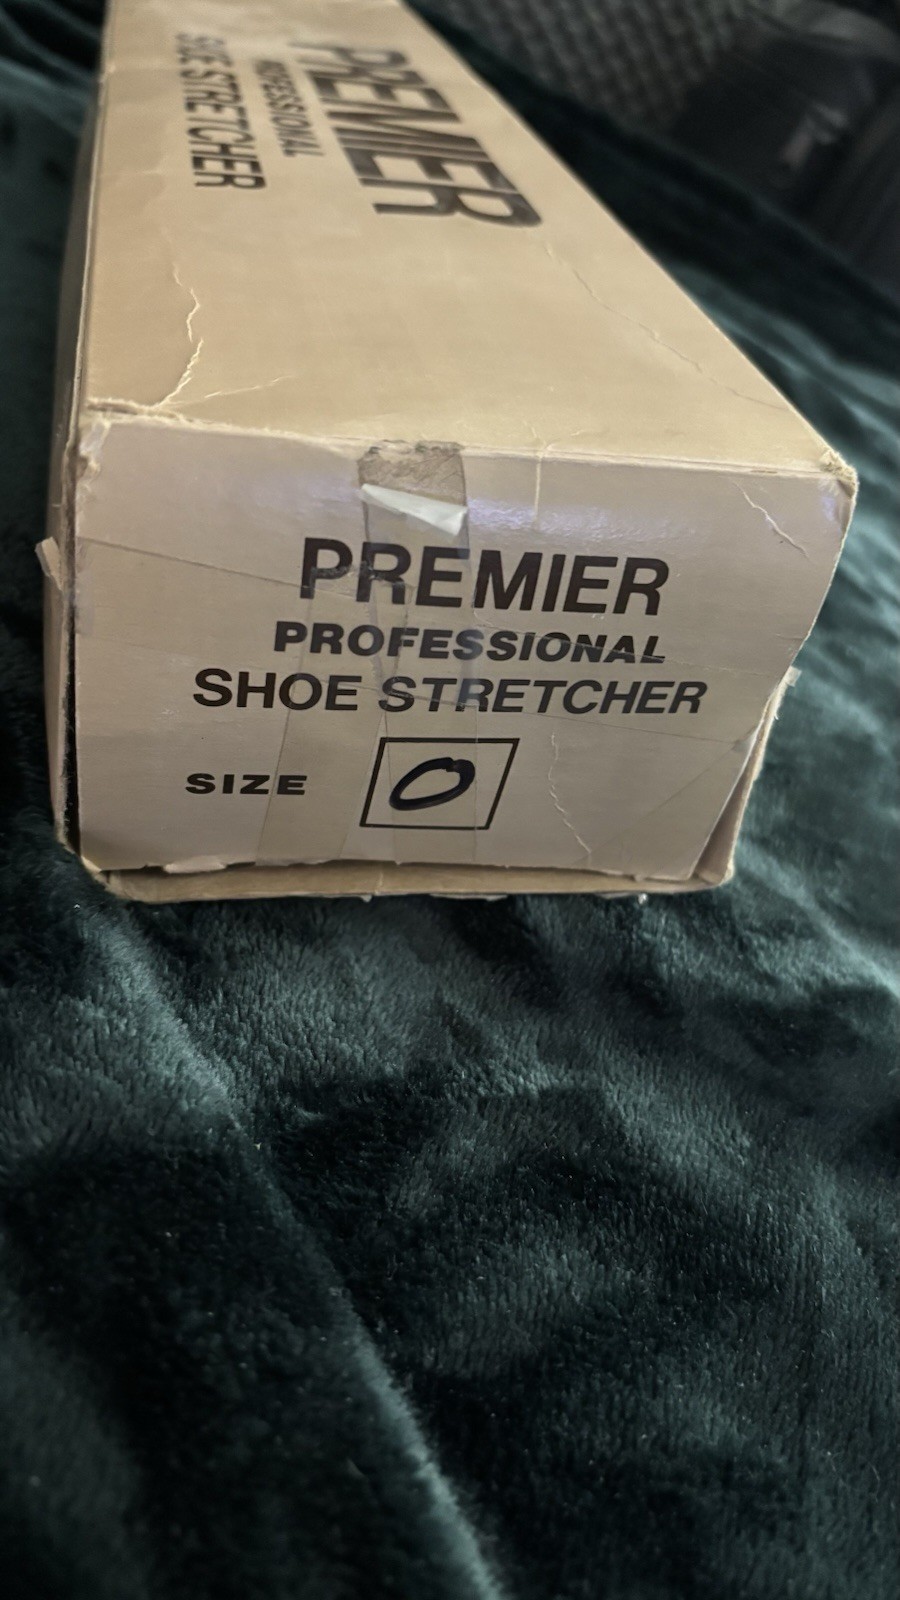 PREMIER
PROFESSIONAL
SHOE STRETCHER
PREMIER
PROFESSIONAL
SHOE STRETCHER
SIZE 0